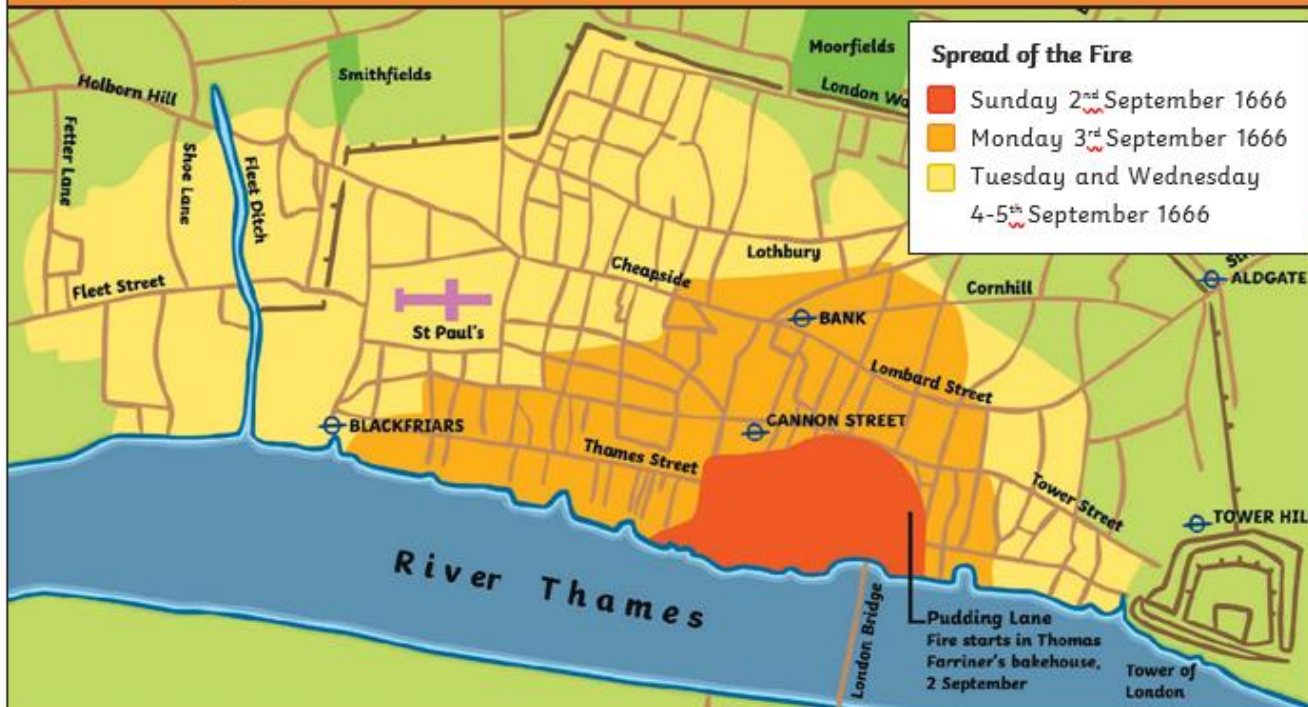 Moorfields
London Wa
Smithfields
Holborn Hill
Fetter Lane
Shoe Lane
Fleet Ditch
Spread of the Fire
Sunday 2nd September 1666
Monday 3rd September 1666
Tuesday and Wednesday
4-5th September 1666
Lothbury
Cheapside
Fleet Street
Cornhill
ALDGATE
BANK
St Paul's
Lombard Street
BLACKFRIARS
CANNON STREET
Thames Street
Tower Street
TOWER HIL
River Thames
London Bridge
Pudding Lane
Fire starts in Thomas
Farriner's bakehouse,
2 September
Tower of
London